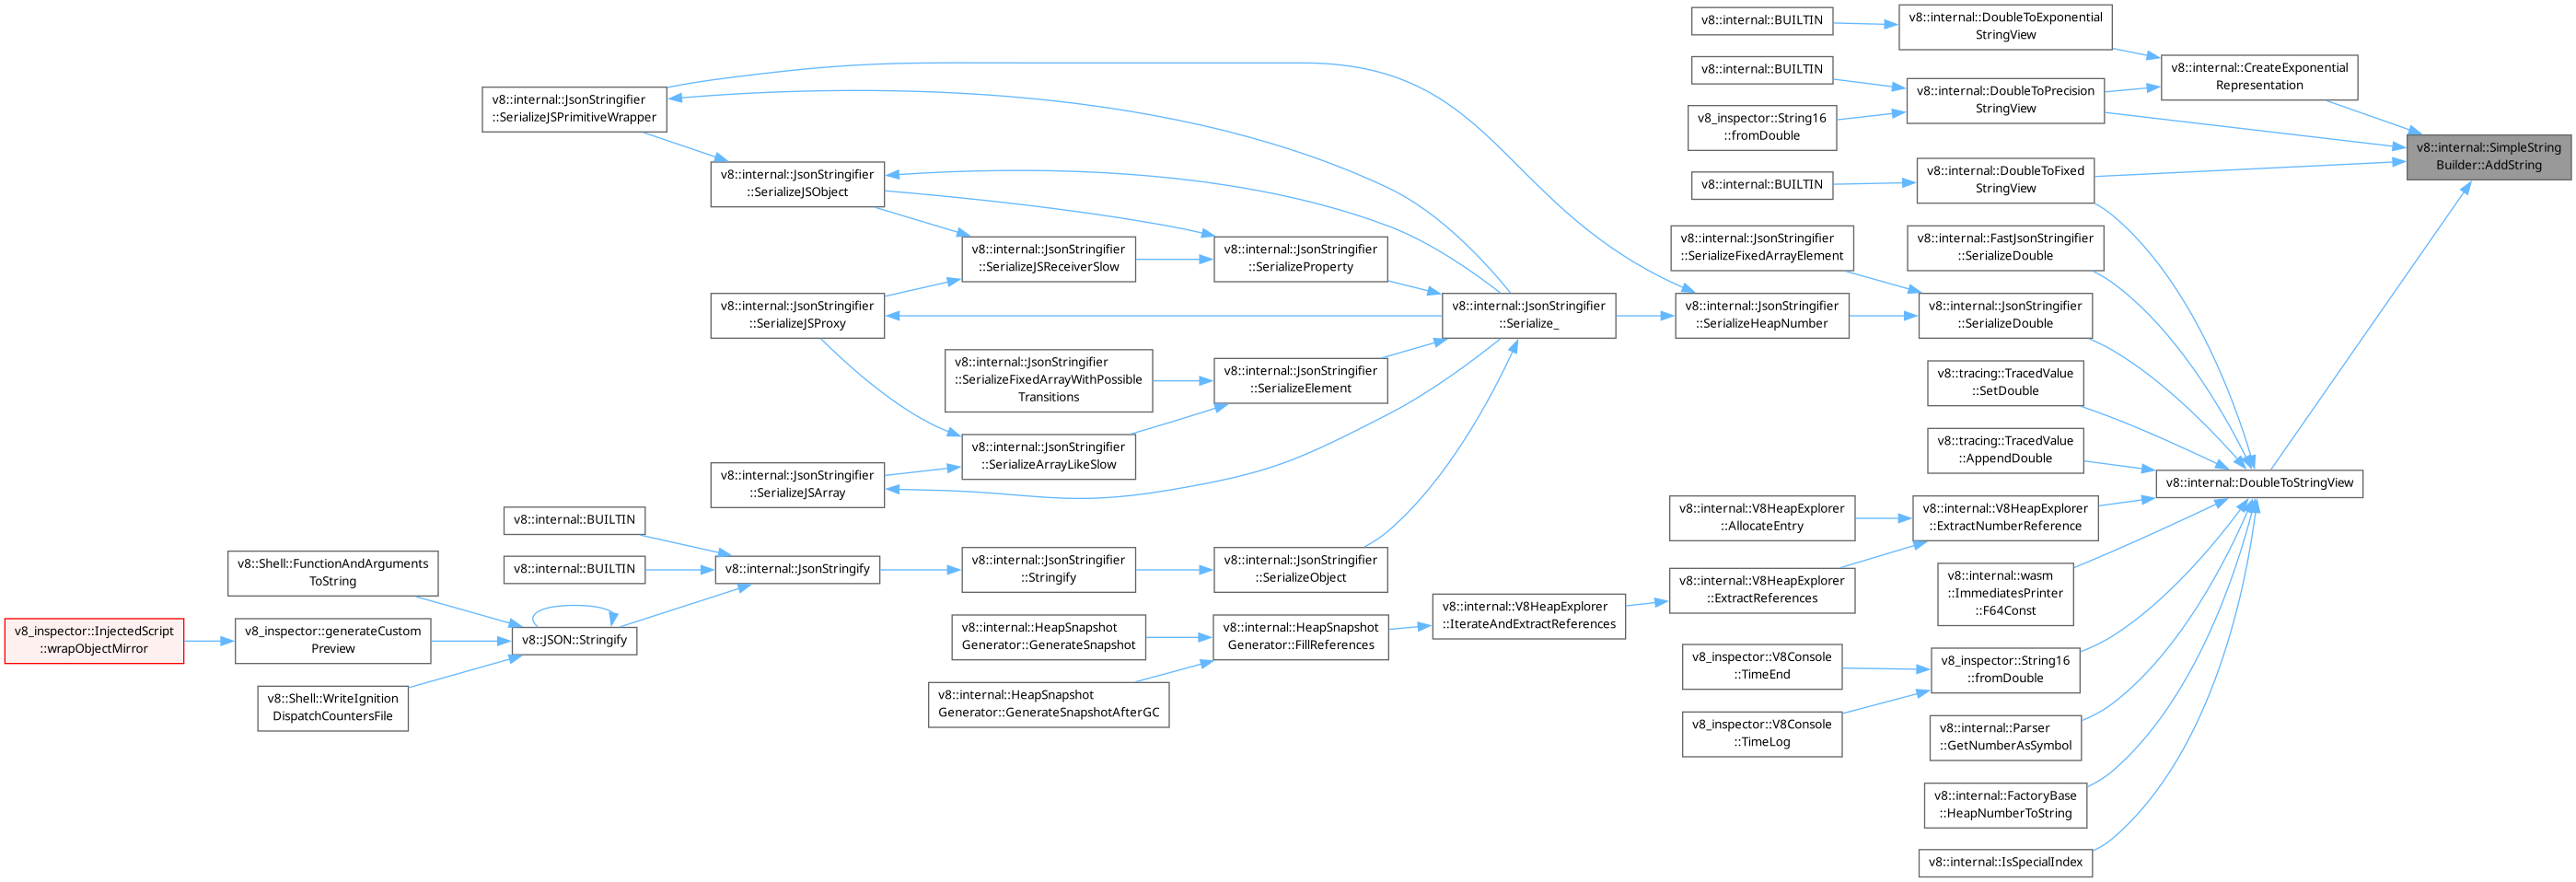 v8::internal::BUILTIN
v8::internal::DoubleToExponential
StringView
v8::internal::CreateExponential
Representation
v8::internal::BUILTIN
v8::internal::DoubleToPrecision
StringView
v8_inspector::String16
::fromDouble
v8::internal::SimpleString
Builder::AddString
v8::internal::BUILTIN
v8::internal::DoubleToFixed
StringView
v8::internal::JsonStringifier
::SerializeJSPrimitiveWrapper
v8::internal::JsonStringifier
::SerializeJSObject
v8::internal::JsonStringifier
::SerializeJSReceiverSlow
v8::internal::JsonStringifier
::SerializeProperty
v8::internal::JsonStringifier
::SerializeFixedArrayElement
v8::internal::FastJsonStringifier
::SerializeDouble
v8::internal::JsonStringifier
::SerializeJSProxy
v8::internal::JsonStringifier
::Serialize_
v8::internal::JsonStringifier
::SerializeHeapNumber
v8::internal::JsonStringifier
::SerializeDouble
v8::internal::JsonStringifier
::SerializeFixedArrayWithPossible
Transitions
v8::internal::JsonStringifier
::SerializeElement
v8::tracing::TracedValue
::SetDouble
v8::internal::JsonStringifier
::SerializeJSArray
v8::internal::JsonStringifier
::SerializeArrayLikeSlow
v8::tracing::TracedValue
::AppendDouble
v8::internal::DoubleToStringView
v8::internal::BUILTIN
v8::internal::V8HeapExplorer
::AllocateEntry
v8::internal::V8HeapExplorer
::ExtractNumberReference
v8::Shell::FunctionAndArguments
ToString
v8::internal::BUILTIN
v8::internal::JsonStringify
v8::internal::JsonStringifier
::Stringify
v8::internal::JsonStringifier
::SerializeObject
v8::internal::V8HeapExplorer
::ExtractReferences
v8::internal::wasm
::ImmediatesPrinter
::F64Const
v8_inspector::InjectedScript
::wrapObjectMirror
v8_inspector::generateCustom
Preview
v8::JSON::Stringify
v8::internal::HeapSnapshot
Generator::GenerateSnapshot
v8::internal::HeapSnapshot
Generator::FillReferences
v8::internal::V8HeapExplorer
::IterateAndExtractReferences
v8_inspector::V8Console
::TimeEnd
v8_inspector::String16
::fromDouble
v8::Shell::WriteIgnition
DispatchCountersFile
v8::internal::HeapSnapshot
Generator::GenerateSnapshotAfterGC
v8_inspector::V8Console
::TimeLog
v8::internal::Parser
::GetNumberAsSymbol
v8::internal::FactoryBase
::HeapNumberToString
v8::internal::IsSpecialIndex